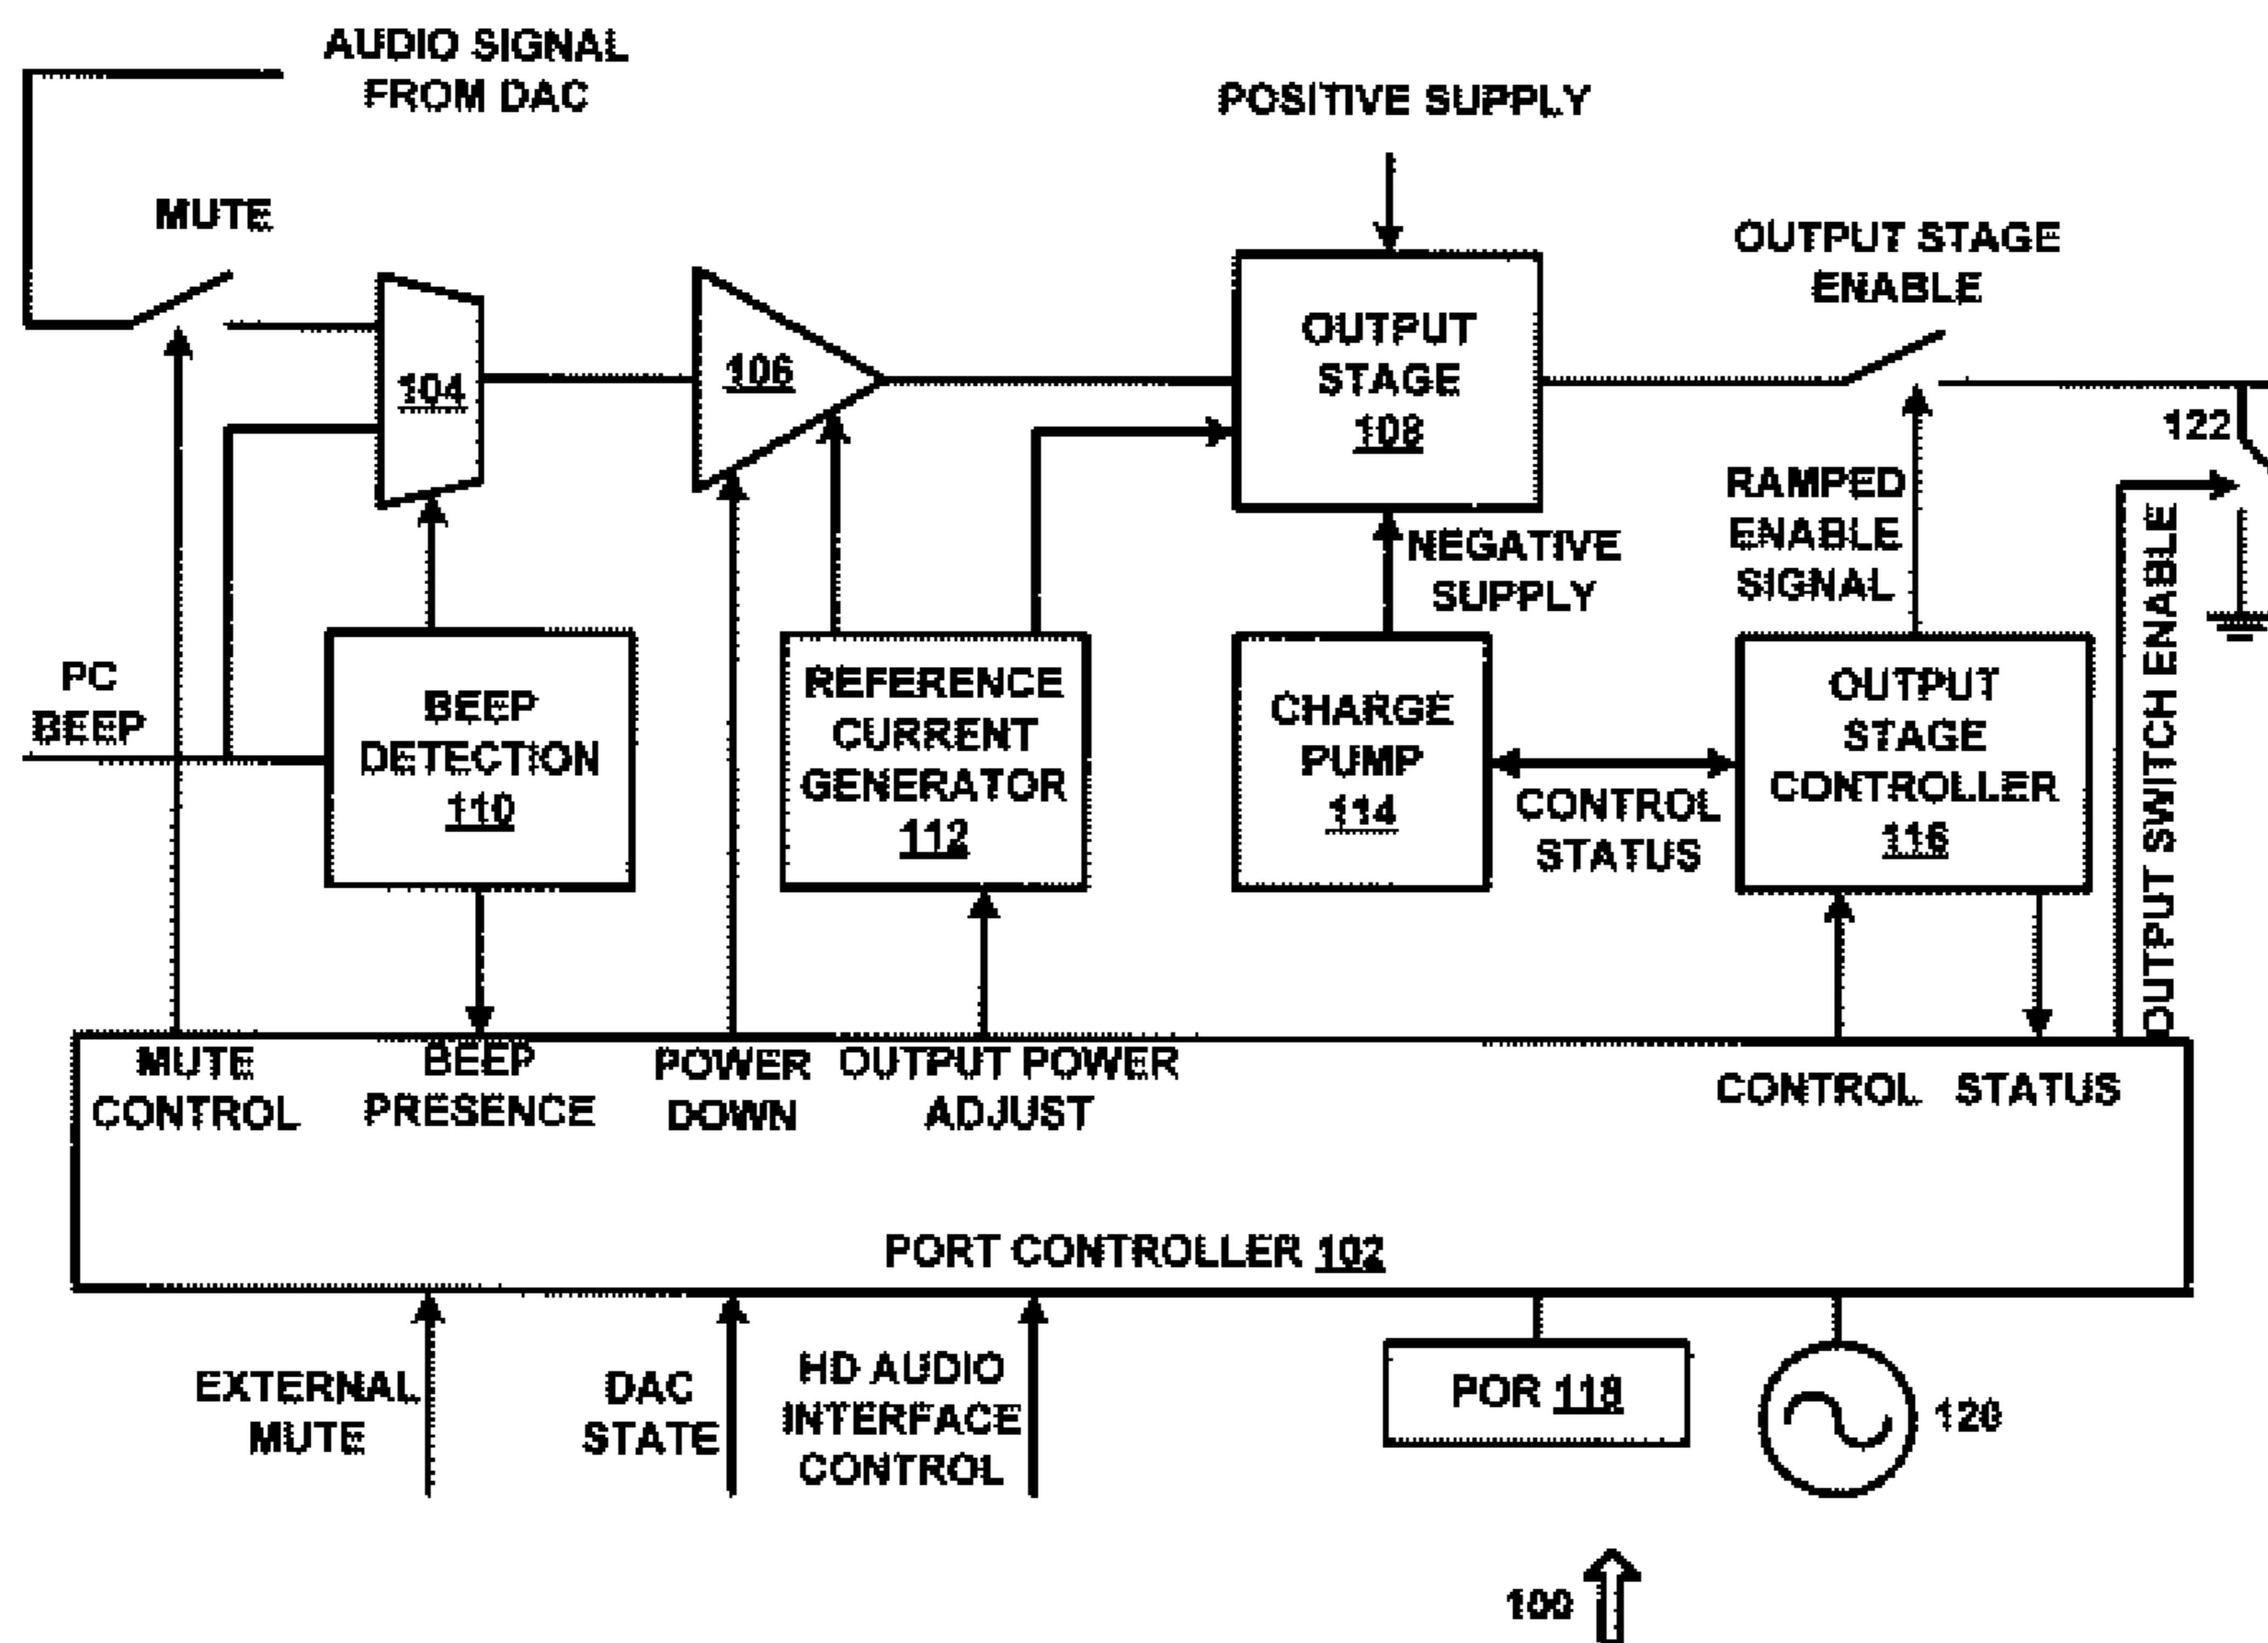 AUDIO SIGNAL
FROM DAC
POSITIVE SUPPLY
MUTE
OUTPUT STAGE
ENABLE
104
106
OUTPUT
STAGE
108
122
RAMPED
ENABLE
SIGNAL
NEGATIVE
SUPPLY
OUTPUT SWITCH ENABLE
PC
BEEP
BEEP
DETECTION
110
REFERENCE
CURRENT
GENERATOR
112
CHARGE
PUMP
114
CONTROL
STATUS
OUTPUT
STAGE
CONTROLLER
116
MUTE
CONTROL
BEEP
PRESENCE
POWER
DOWN
OUTPUT POWER
ADJUST
CONTROL
STATUS
PORT CONTROLLER 102
EXTERNAL
MUTE
DAC
STATE
HD AUDIO
INTERFACE
CONTROL
POR 118
120
100